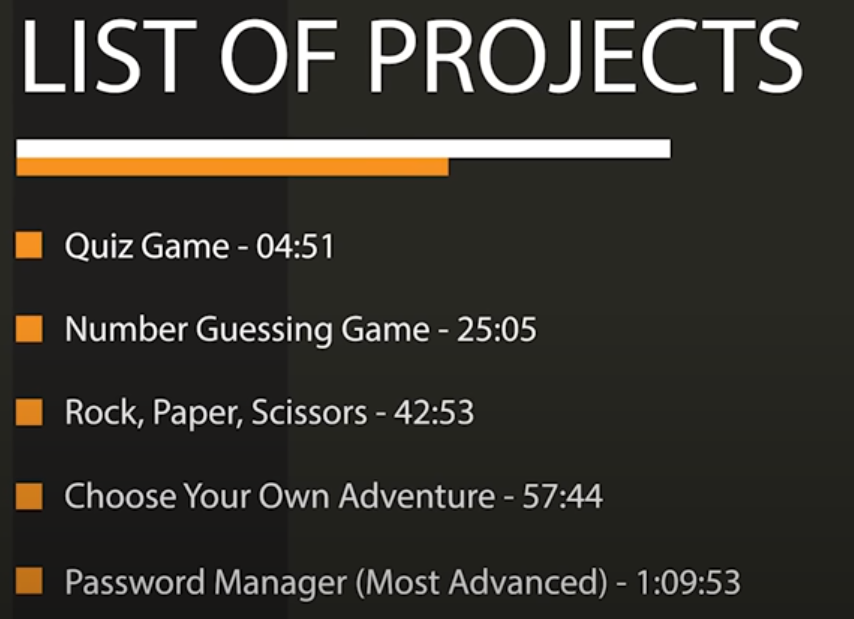 LIST OF PROJECTS
Quiz Game - 04:51
Number Guessing Game - 25:05
Rock, Paper, Scissors - 42:53
Choose Your Own Adventure - 57:44
Password Manager (Most Advanced) - 1:09:53